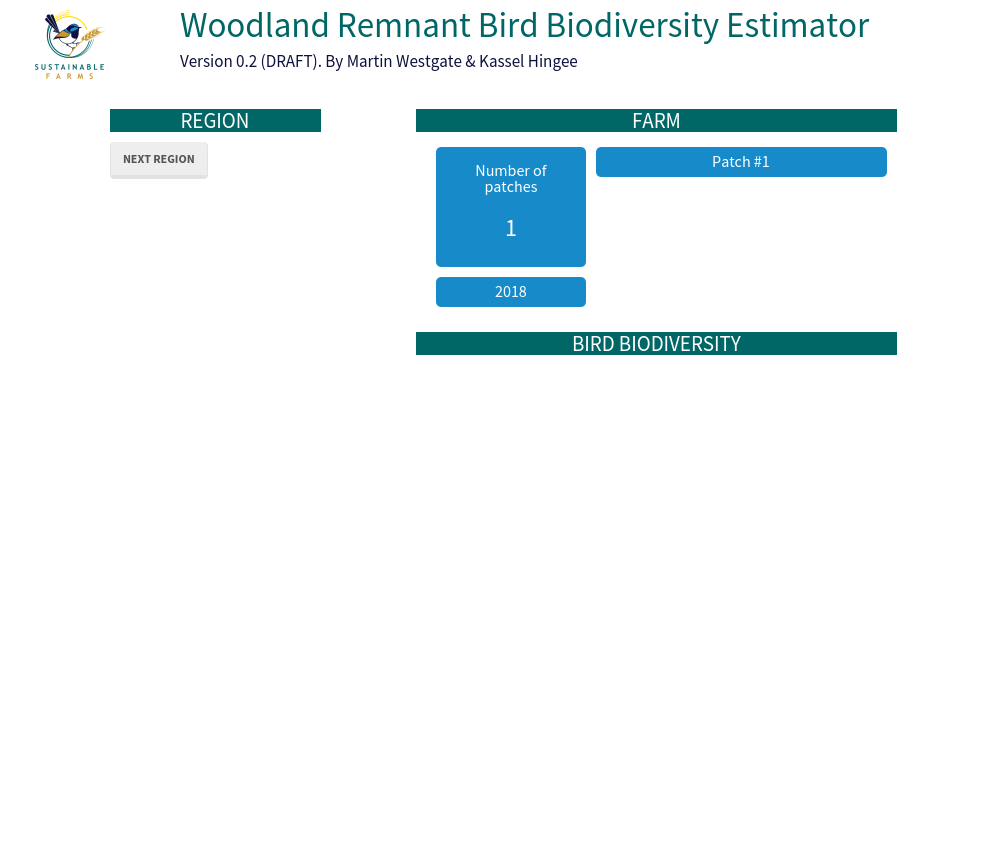 SUSTAINABLE
FARMS
Woodland Remnant Bird Biodiversity Estimator
Version 0.2 (DRAFT). By Martin Westgate & Kassel Hingee
REGION
NEXT REGION
FARM
Number of
patches
1
2018
Patch #1
BIRD BIODIVERSITY